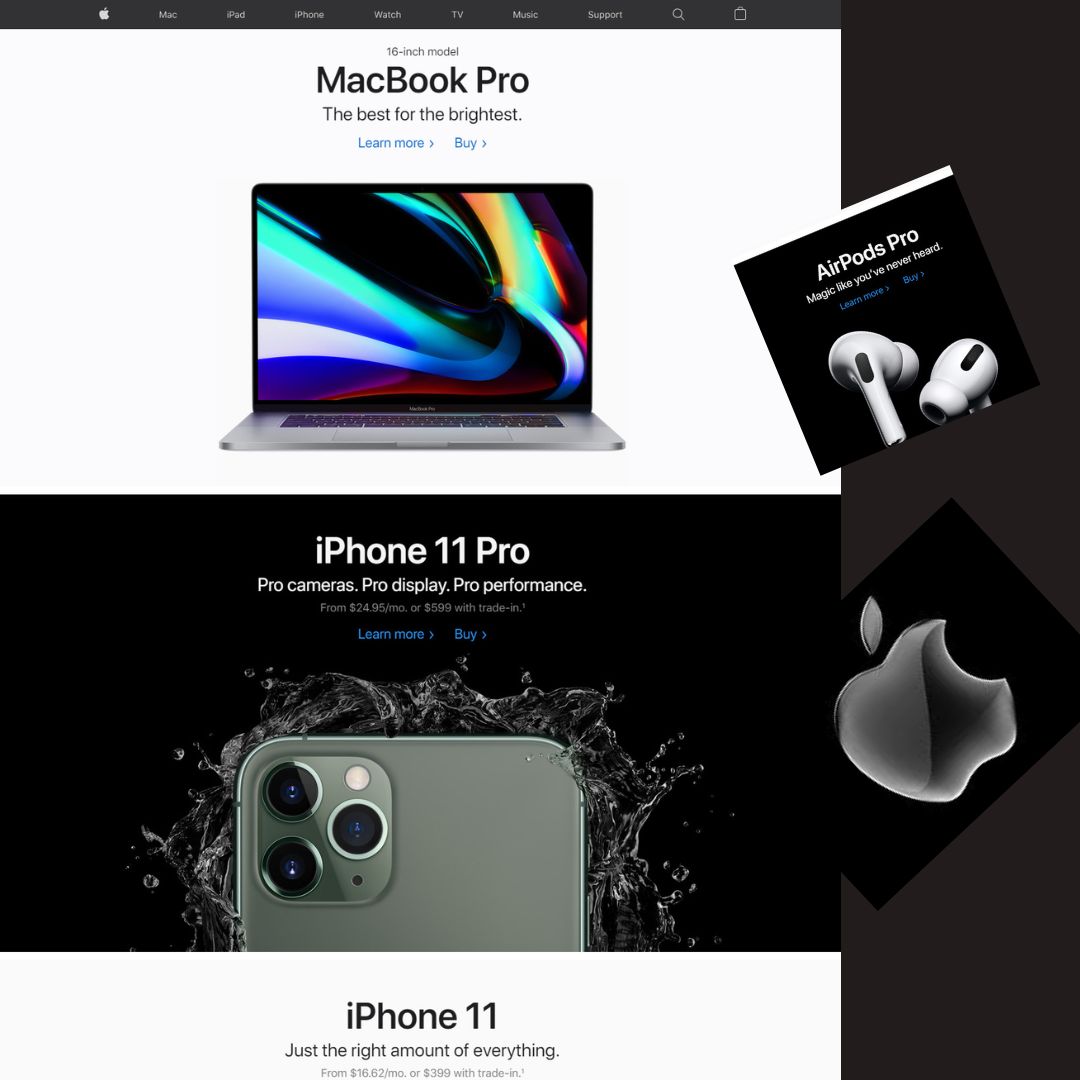 Mac iPad iPhone Watch TV Music Support
16-inch model
MacBook Pro
The best for the brightest.
Learn more › Buy ›
MacBook Pro
AirPods Pro
Magic like you've never heard.
Learn more › Buy ›
iPhone 11 Pro
Pro cameras. Pro display. Pro performance.
From $24.95/mo. or $599 with trade-in.¹
Learn more › Buy ›
iPhone 11
Just the right amount of everything.
From $16.62/mo. or $399 with trade-in.¹